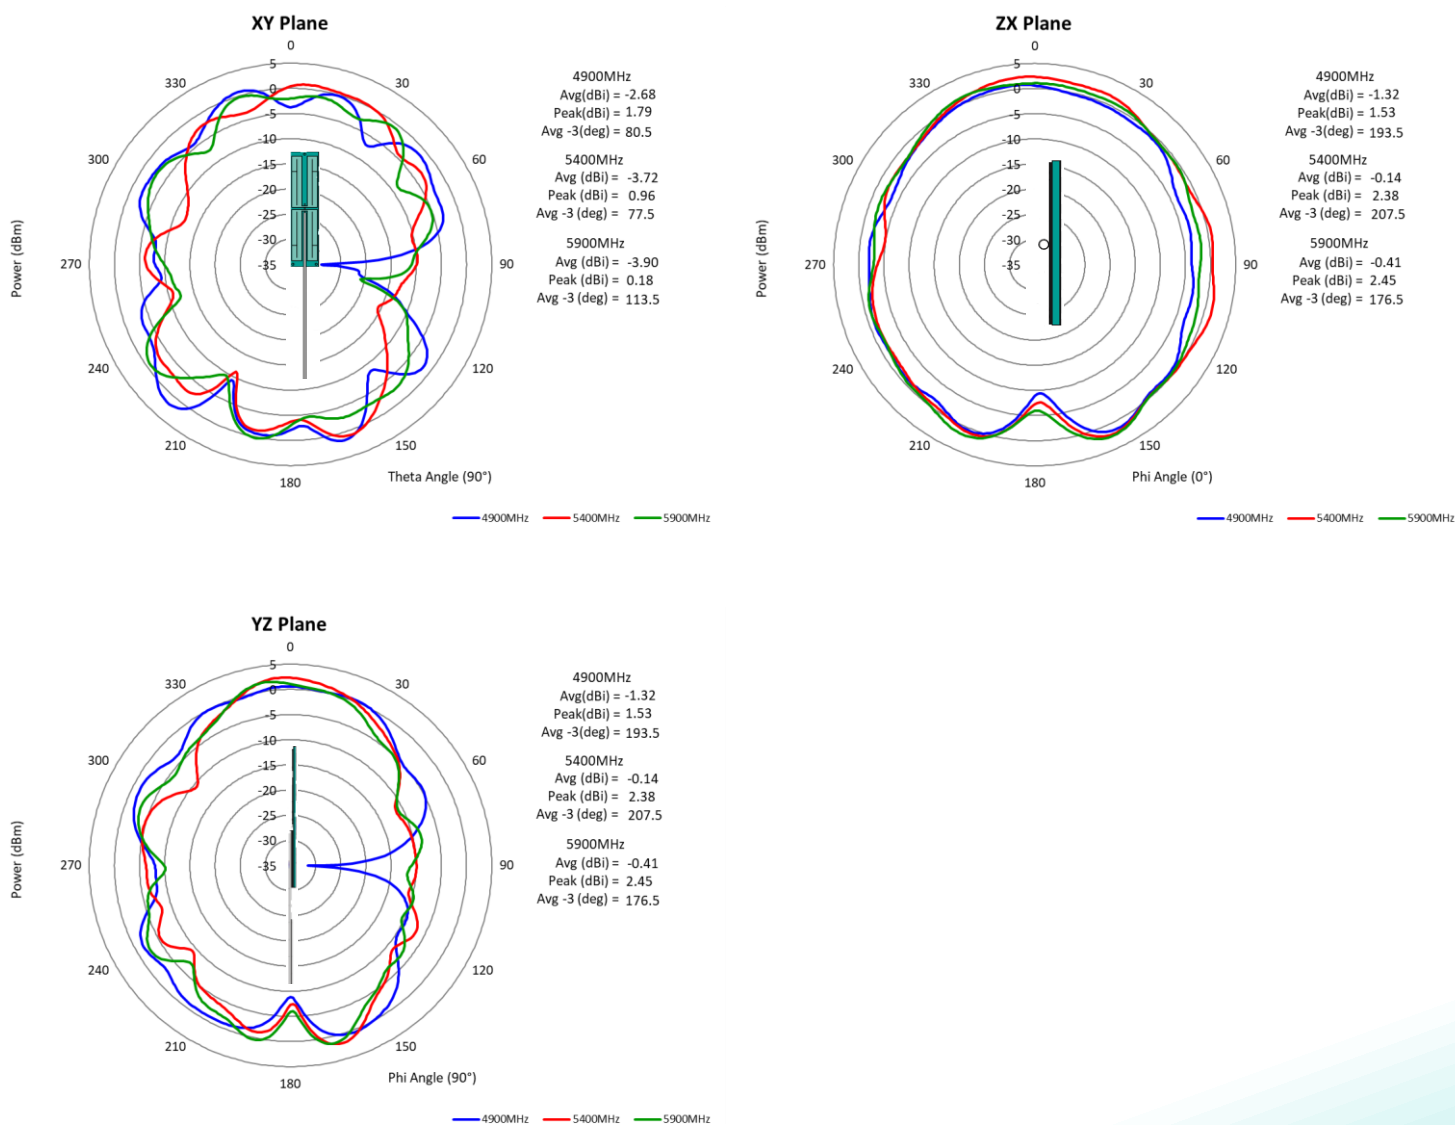 XY Plane
0
5
0
-5
-10
-15
-20
-25
-30
-35
30
60
90
120
150
180
210
240
270
300
330
Power (dBm)
Theta Angle (90°)
4900MHz
Avg(dBi) = -2.68
Peak(dBi) = 1.79
Avg -3(deg) = 80.5
5400MHz
Avg (dBi) = -3.72
Peak (dBi) = 0.96
Avg -3 (deg) = 77.5
5900MHz
Avg (dBi) = -3.90
Peak (dBi) = 0.18
Avg -3 (deg) = 113.5
4900MHz 5400MHz 5900MHz
ZX Plane
0
5
0
-5
-10
-15
-20
-25
-30
-35
30
60
90
120
150
180
210
240
270
300
330
Power (dBm)
Phi Angle (0°)
4900MHz
Avg(dBi) = -1.32
Peak(dBi) = 1.53
Avg -3(deg) = 193.5
5400MHz
Avg (dBi) = -0.14
Peak (dBi) = 2.38
Avg -3 (deg) = 207.5
5900MHz
Avg (dBi) = -0.41
Peak (dBi) = 2.45
Avg -3 (deg) = 176.5
4900MHz 5400MHz 5900MHz
YZ Plane
0
5
0
-5
-10
-15
-20
-25
-30
-35
30
60
90
120
150
180
210
240
270
300
330
Power (dBm)
Phi Angle (90°)
4900MHz
Avg(dBi) = -1.32
Peak(dBi) = 1.53
Avg -3(deg) = 193.5
5400MHz
Avg (dBi) = -0.14
Peak (dBi) = 2.38
Avg -3 (deg) = 207.5
5900MHz
Avg (dBi) = -0.41
Peak (dBi) = 2.45
Avg -3 (deg) = 176.5
4900MHz 5400MHz 5900MHz